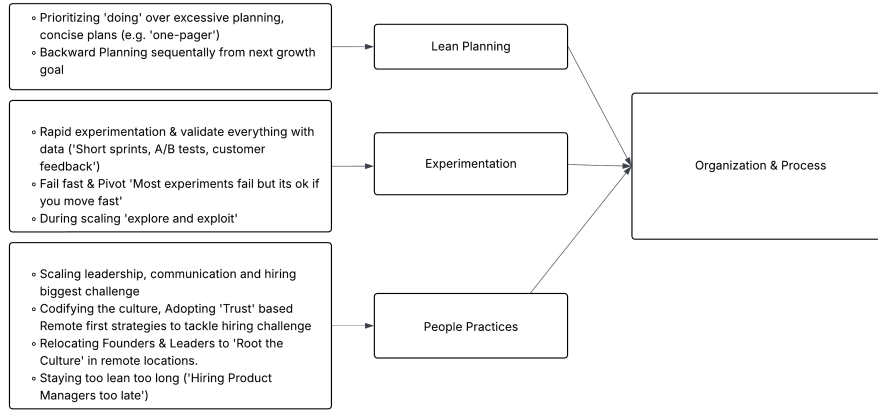 Prioritizing 'doing' over excessive planning,
concise plans (e.g. 'one-pager')
Backward Planning sequentally from next growth
goal
Lean Planning
Rapid experimentation & validate everything with
data ('Short sprints, A/B tests, customer
feedback')
Fail fast & Pivot 'Most experiments fail but its ok if
you move fast'
During scaling 'explore and exploit'
Experimentation
Scaling leadership, communication and hiring
biggest challenge
Codifying the culture, Adopting 'Trust' based
Remote first strategies to tackle hiring challenge
Relocating Founders & Leaders to 'Root the
Culture' in remote locations.
Staying too lean too long ('Hiring Product
Managers too late')
People Practices
Organization & Process